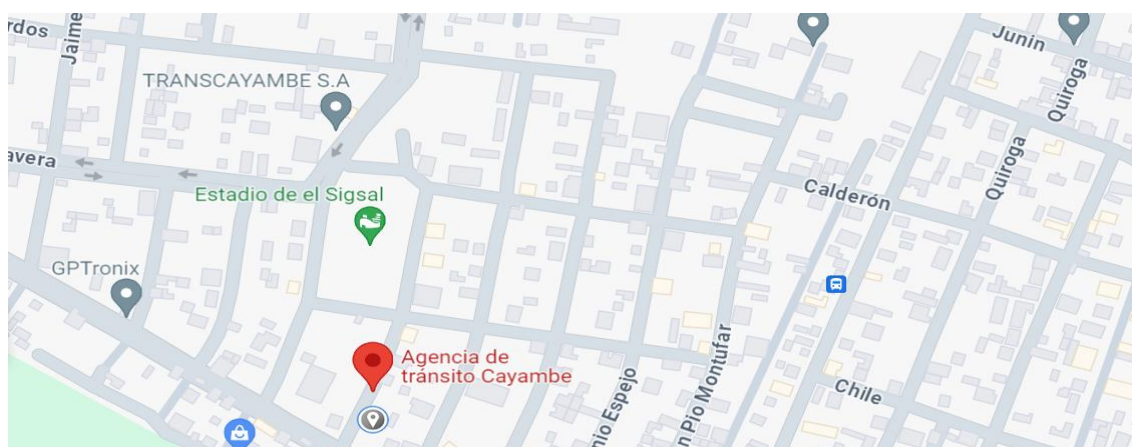 rdos
Jaime
Junin
Quiroga
TRANSCAYAMBE S.A
avera
Calderón
Quiroga
Estadio de el Sigsal
GPTronix
Agencia de
tránsito Cayambe
nio Espejo
n Pio Montufar
Chile